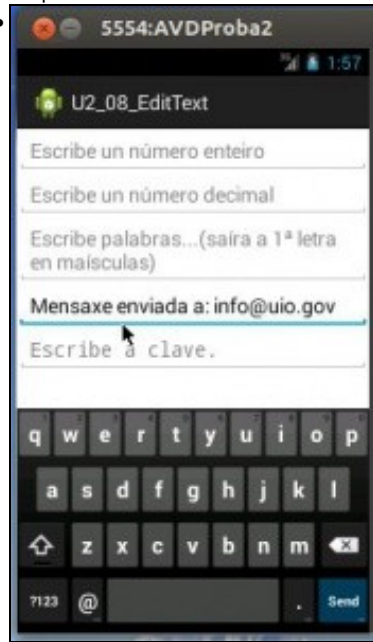 5554:AVDProba2
1:57
U2_08_EditText
Escribe un número enteiro
Escribe un número decimal
Escribe palabras...(saíra a 1ª letra
en maísculas)
Mensaxe enviada a: info@uio.gov
Escribe a clave.
q w e r t y u i o p
a s d f g h j k l
z x c v b n m
?123 @ . Send